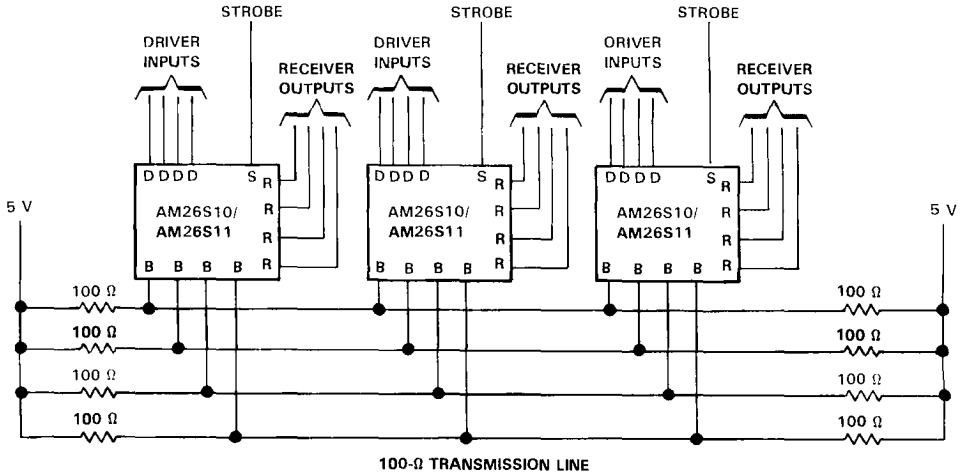 STROBE STROBE STROBE
DRIVER INPUTS
RECEIVER OUTPUTS
DRIVER INPUTS
RECEIVER OUTPUTS
ORIVER INPUTS
RECEIVER OUTPUTS
D D D D S R
R
R
R
AM26S10/
AM26S11
B B B B
D D D D S R
R
R
R
AM26S10/
AM26S11
B B B B
D D D D S R
R
R
R
AM26S10/
AM26S11
B B B B
5 V
5 V
100 Ω 100 Ω
100 Ω 100 Ω
100 Ω 100 Ω
100 Ω 100 Ω
100-Ω TRANSMISSION LINE